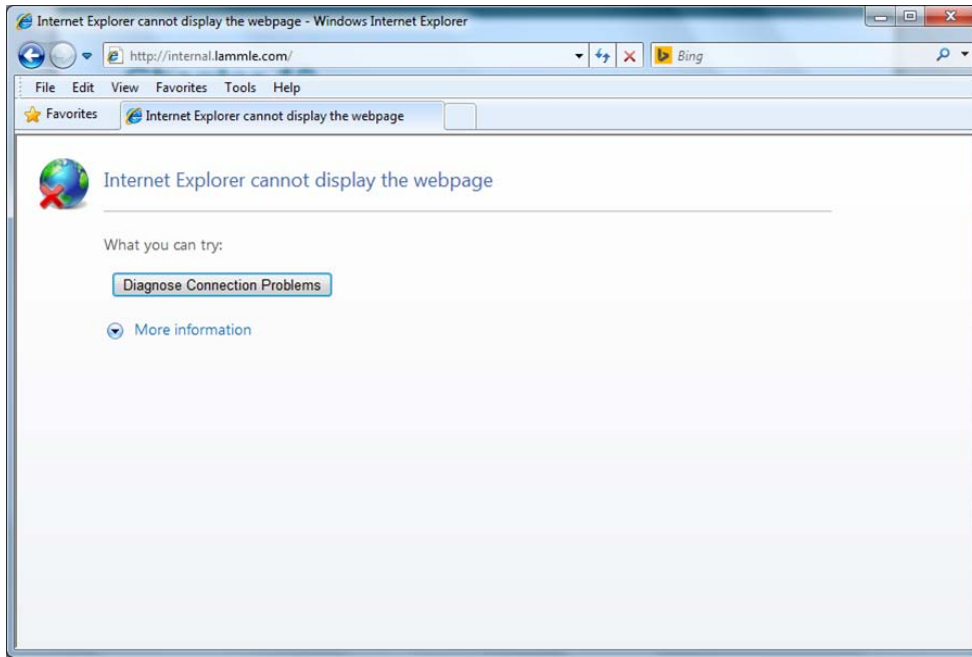 Internet Explorer cannot display the webpage - Windows Internet Explorer
http://internal.lammle.com/ Bing
File Edit View Favorites Tools Help
Favorites Internet Explorer cannot display the webpage
Internet Explorer cannot display the webpage
What you can try:
Diagnose Connection Problems
More information